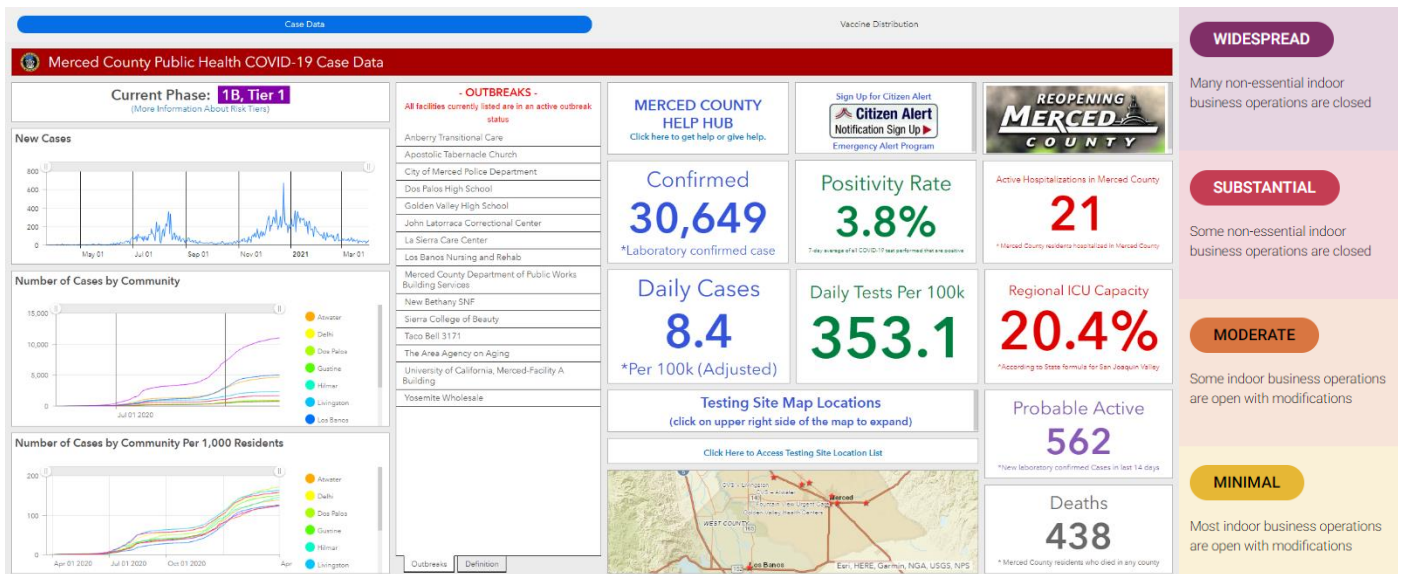 Case Data
Vaccine Distribution
Merced County Public Health COVID-19 Case Data
Current Phase: 1B, Tier 1
(More Information About Risk Tiers)
New Cases
800
600
400
200
0
May 01
Jul 01
Sep 01
Nov 01
2021
Mar 01
Number of Cases by Community
15,000
10,000
5,000
0
Jul 01 2020
Atwater
Delhi
Dos Palos
Gustine
Hilmar
Livingston
Los Banos
Number of Cases by Community Per 1,000 Residents
200
100
0
Apr 01 2020
Jul 01 2020
Oct 01 2020
Apr
Atwater
Delhi
Dos Palos
Gustine
Hilmar
Livingston
- OUTBREAKS -
All facilities currently listed are in an active outbreak
status
Anberry Transitional Care
Apostolic Tabernacle Church
City of Merced Police Department
Dos Palos High School
Golden Valley High School
John Latorraca Correctional Center
La Sierra Care Center
Los Banos Nursing and Rehab
Merced County Department of Public Works
Building Services
New Bethany SNF
Sierra College of Beauty
Taco Bell 3171
The Area Agency on Aging
University of California, Merced-Facility A
Building
Yosemite Wholesale
Outbreaks
Definition
MERCED COUNTY
HELP HUB
Click here to get help or give help.
Sign Up for Citizen Alert
Citizen Alert
Notification Sign Up
Emergency Alert Program
REOPENING
MERCED
COUNTY
Confirmed
30,649
*Laboratory confirmed case
Positivity Rate
3.8%
7-day average of all COVID-19 test performed that are positive
Active Hospitalizations in Merced County
21
* Merced County residents hospitalized in Merced County
Daily Cases
8.4
*Per 100k (Adjusted)
Daily Tests Per 100k
353.1
Regional ICU Capacity
20.4%
*According to State formula for San Joaquin Valley
Testing Site Map Locations
(click on upper right side of the map to expand)
Click Here to Access Testing Site Location List
CVS - Livingston
CVS - Atwater
140
Fountain View Urgent Care
Golden Valley Health Centers
Merced
WEST COUNTY
165
152
Los Banos
Esri, HERE, Garmin, NGA, USGS, NPS
Probable Active
562
*New laboratory confirmed Cases in last 14 days
Deaths
438
* Merced County residents who died in any county
WIDESPREAD
Many non-essential indoor
business operations are closed
SUBSTANTIAL
Some non-essential indoor
business operations are closed
MODERATE
Some indoor business operations
are open with modifications
MINIMAL
Most indoor business operations
are open with modifications